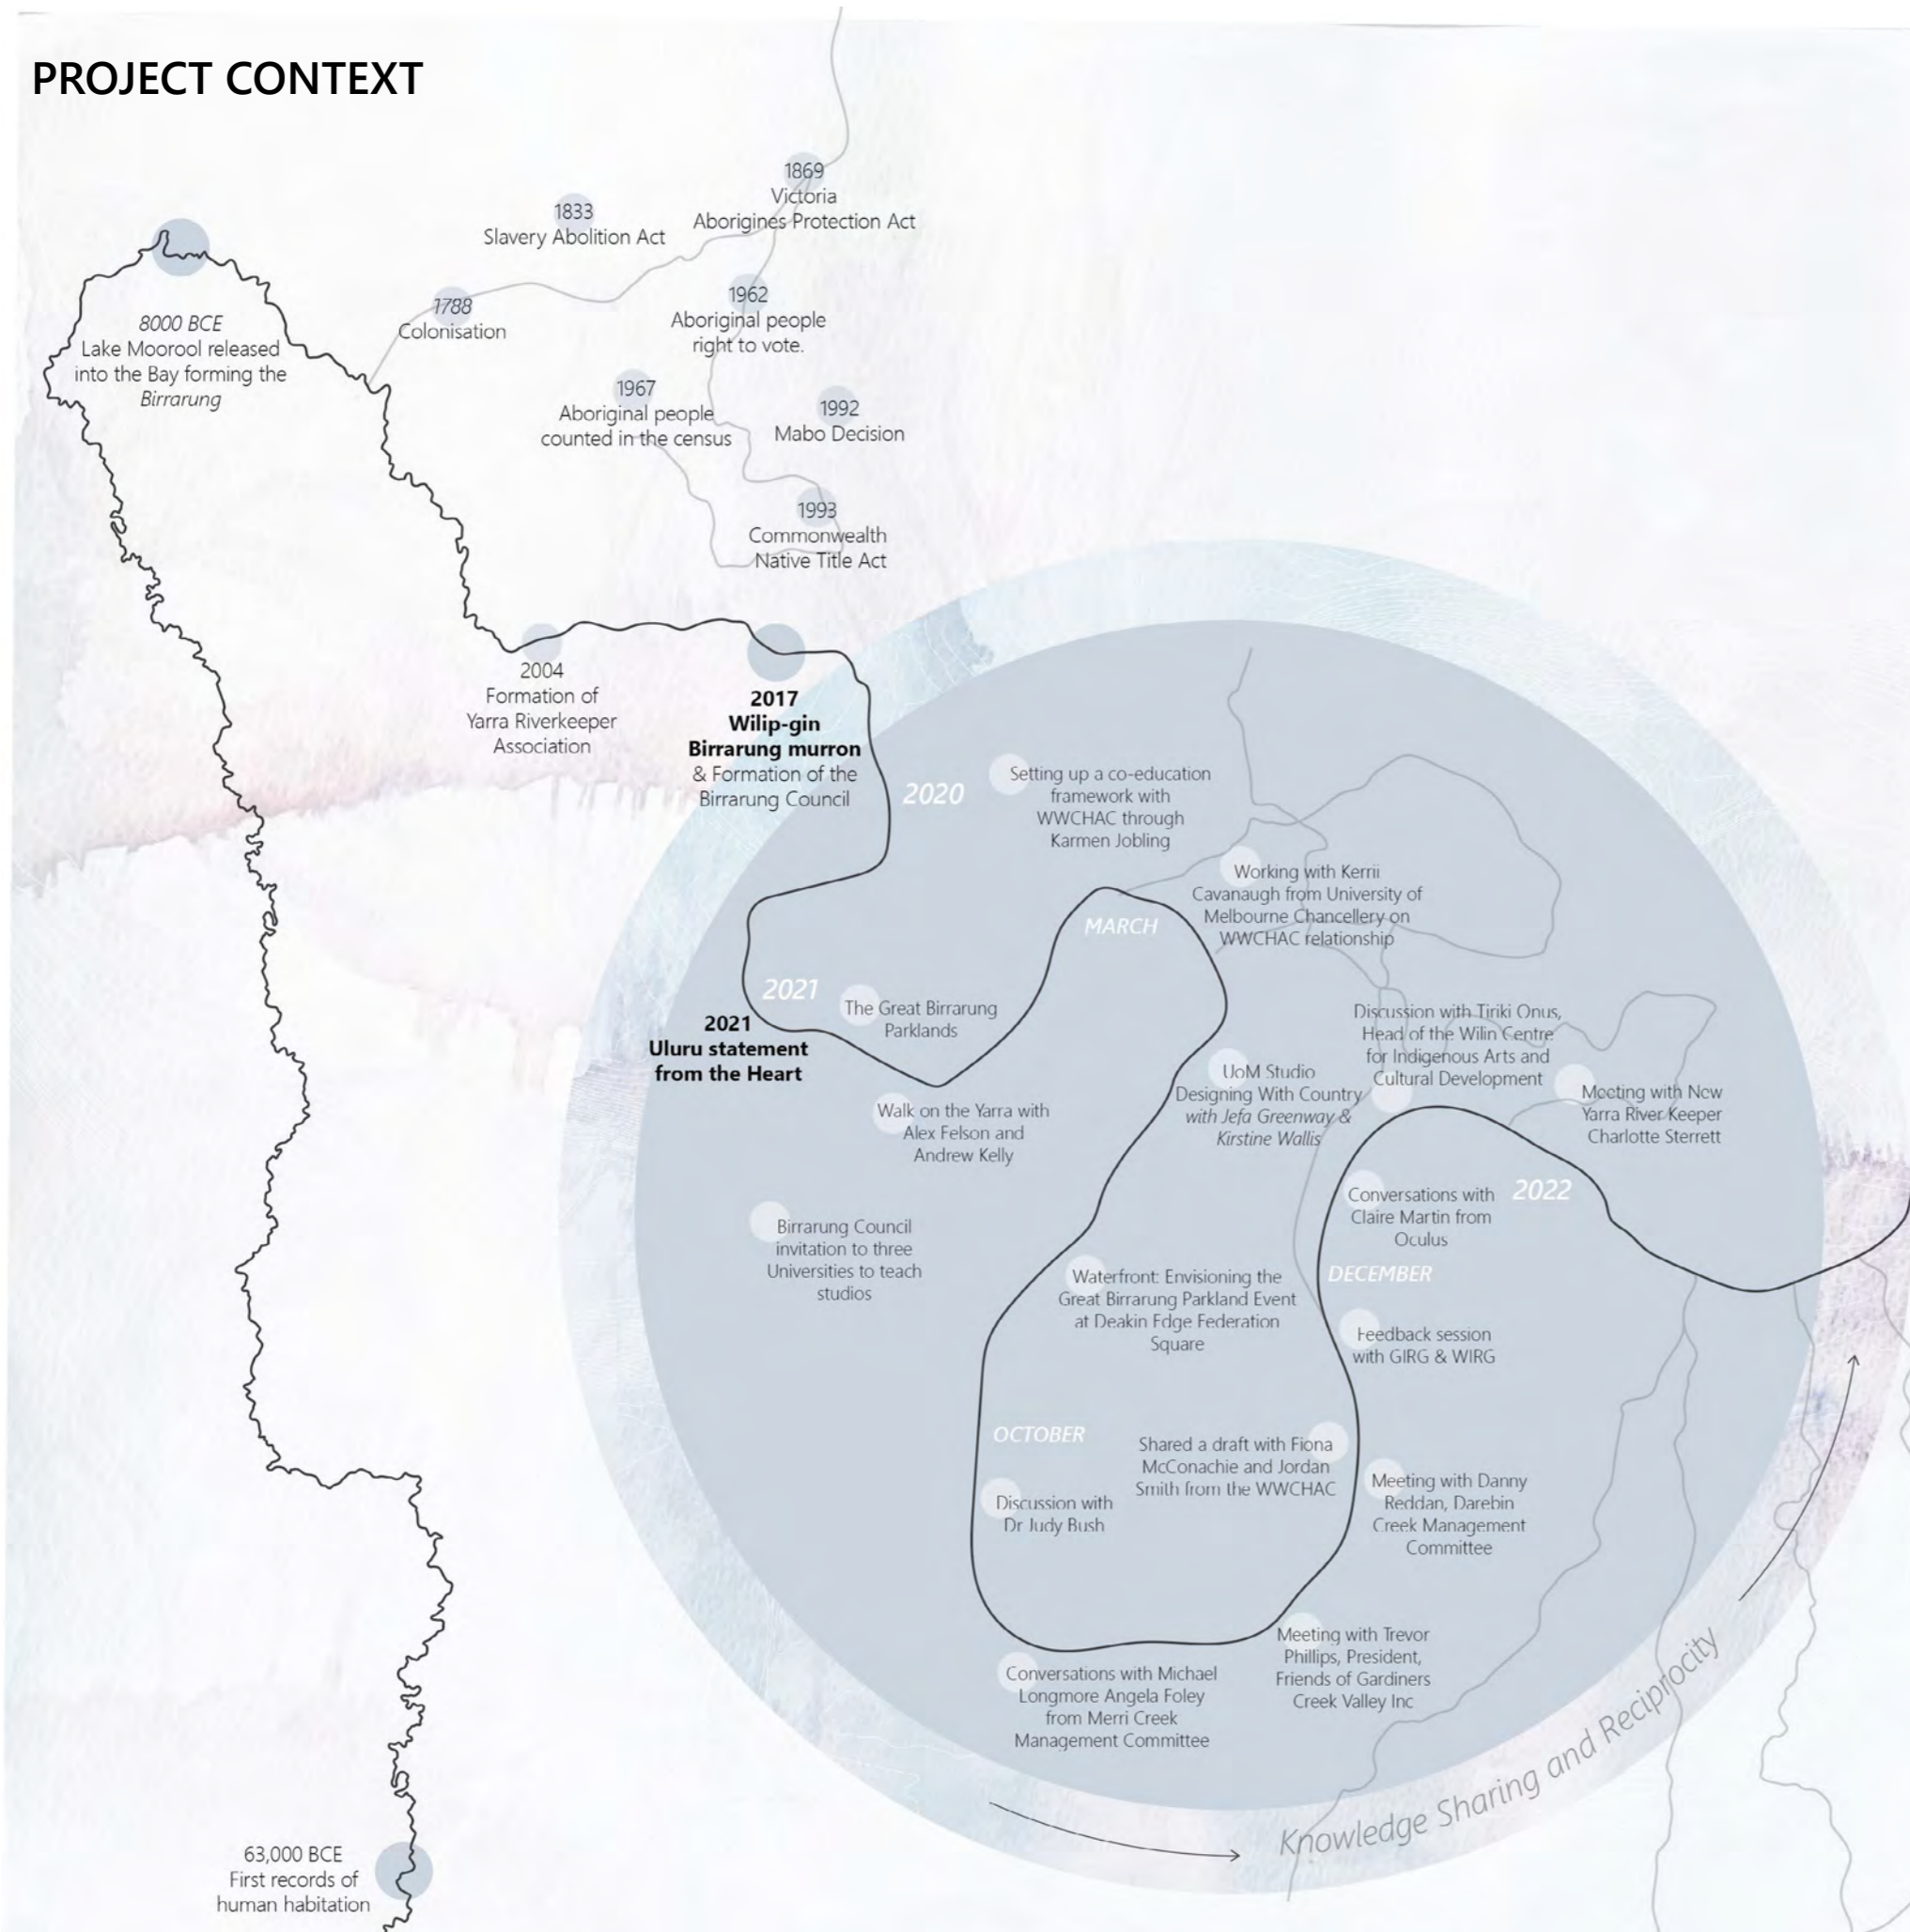 PROJECT CONTEXT
1869
Victoria
Aborigines Protection Act
1833
Slavery Abolition Act
1788
Colonisation
1962
Aboriginal people
right to vote.
8000 BCE
Lake Moorool released
into the Bay forming the
Birrarung
1967
Aboriginal people
counted in the census
1992
Mabo Decision
1993
Commonwealth
Native Title Act
2004
Formation of
Yarra Riverkeeper
Association
2017
Wilip-gin
Birrarung murron
& Formation of the
Birrarung Council
2020
Setting up a co-education
framework with
WWCHAC through
Karmen Jobling
Working with Kerrii
Cavanaugh from University of
Melbourne Chancellery on
WWCHAC relationship
MARCH
2021
The Great Birrarung
Parklands
2021
Uluru statement
from the Heart
Discussion with Tiriki Onus,
Head of the Wilin Centre
for Indigenous Arts and
Cultural Development
UoM Studio
Designing With Country
with Jefa Greenway &
Kirstine Wallis
Meeting with New
Yarra River Keeper
Charlotte Sterrett
Walk on the Yarra with
Alex Felson and
Andrew Kelly
Conversations with
Claire Martin from
Oculus
2022
Birrarung Council
invitation to three
Universities to teach
studios
Waterfront: Envisioning the
Great Birrarung Parkland Event
at Deakin Edge Federation
Square
DECEMBER
Feedback session
with GIRG & WIRG
OCTOBER
Shared a draft with Fiona
McConachie and Jordan
Smith from the WWCHAC
Meeting with Danny
Reddan, Darebin
Creek Management
Committee
Discussion with
Dr Judy Bush
Meeting with Trevor
Phillips, President,
Friends of Gardiners
Creek Valley Inc
Conversations with Michael
Longmore Angela Foley
from Merri Creek
Management Committee
Knowledge Sharing and Reciprocity
63,000 BCE
First records of
human habitation